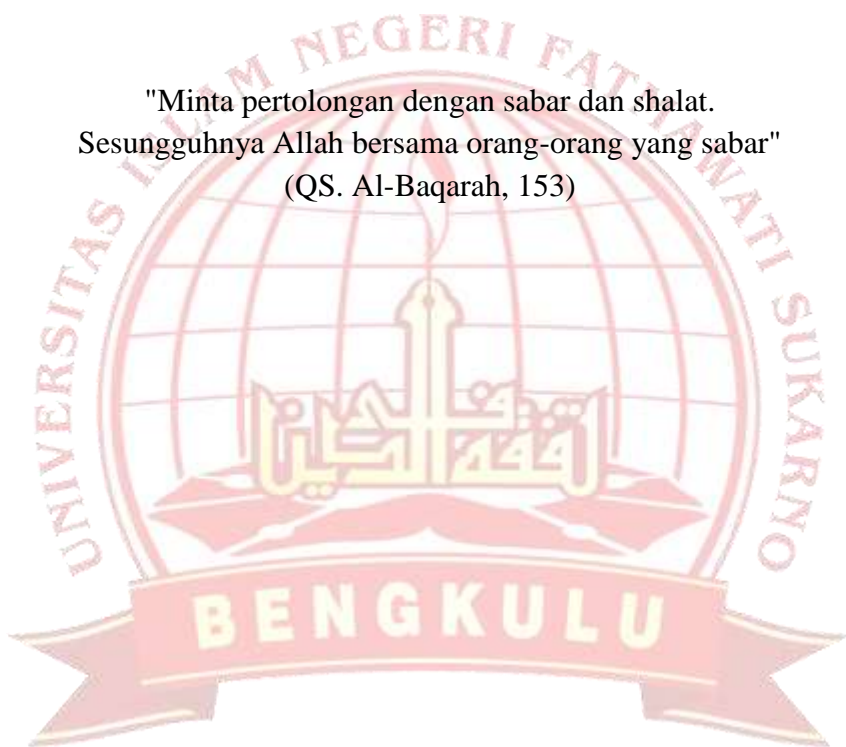 UNIVERSITAS ISLAM NEGERI FATMAWATI SUKARNO
"Minta pertolongan dengan sabar dan shalat.
Sesungguhnya Allah bersama orang-orang yang sabar"
(QS. Al-Baqarah, 153)
BENGKULU